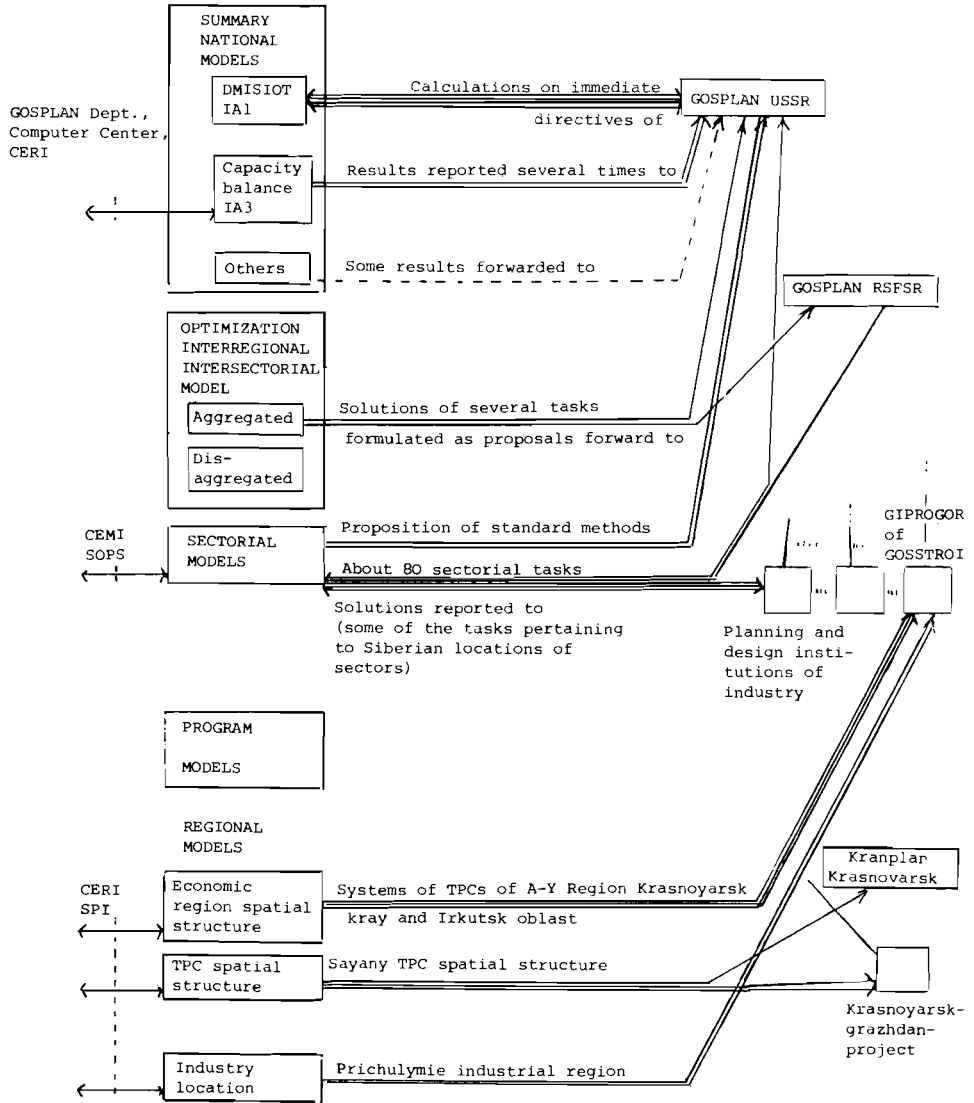 SUMMARY
NATIONAL
MODELS
DMISIOT
IA1
Calculations on immediate
directives of
GOSPLAN USSR
GOSPLAN Dept.,
Computer Center,
CERI
Capacity
balance
IA3
Results reported several times to
Others
Some results forwarded to
GOSPLAN RSFSR
OPTIMIZATION
INTERREGIONAL
INTERSECTORIAL
MODEL
Aggregated
Solutions of several tasks
formulated as proposals forward to
Dis-
aggregated
CEMI
SOPS
SECTORIAL
MODELS
Proposition of standard methods
About 80 sectorial tasks
Solutions reported to
(some of the tasks pertaining
to Siberian locations of
sectors)
GIPROGOR
of
GOSSTROI
Planning and
design insti-
tutions of
industry
PROGRAM
MODELS
REGIONAL
MODELS
CERI
SPI
Economic
region spatial
structure
Systems of TPCs of A-Y Region Krasnoyarsk
kray and Irkutsk oblast
Kranplan
Krasnovarsk
TPC spatial
structure
Sayany TPC spatial structure
Krasnoyarsk-
grazhdan-
project
Industry
location
Prichulymie industrial region